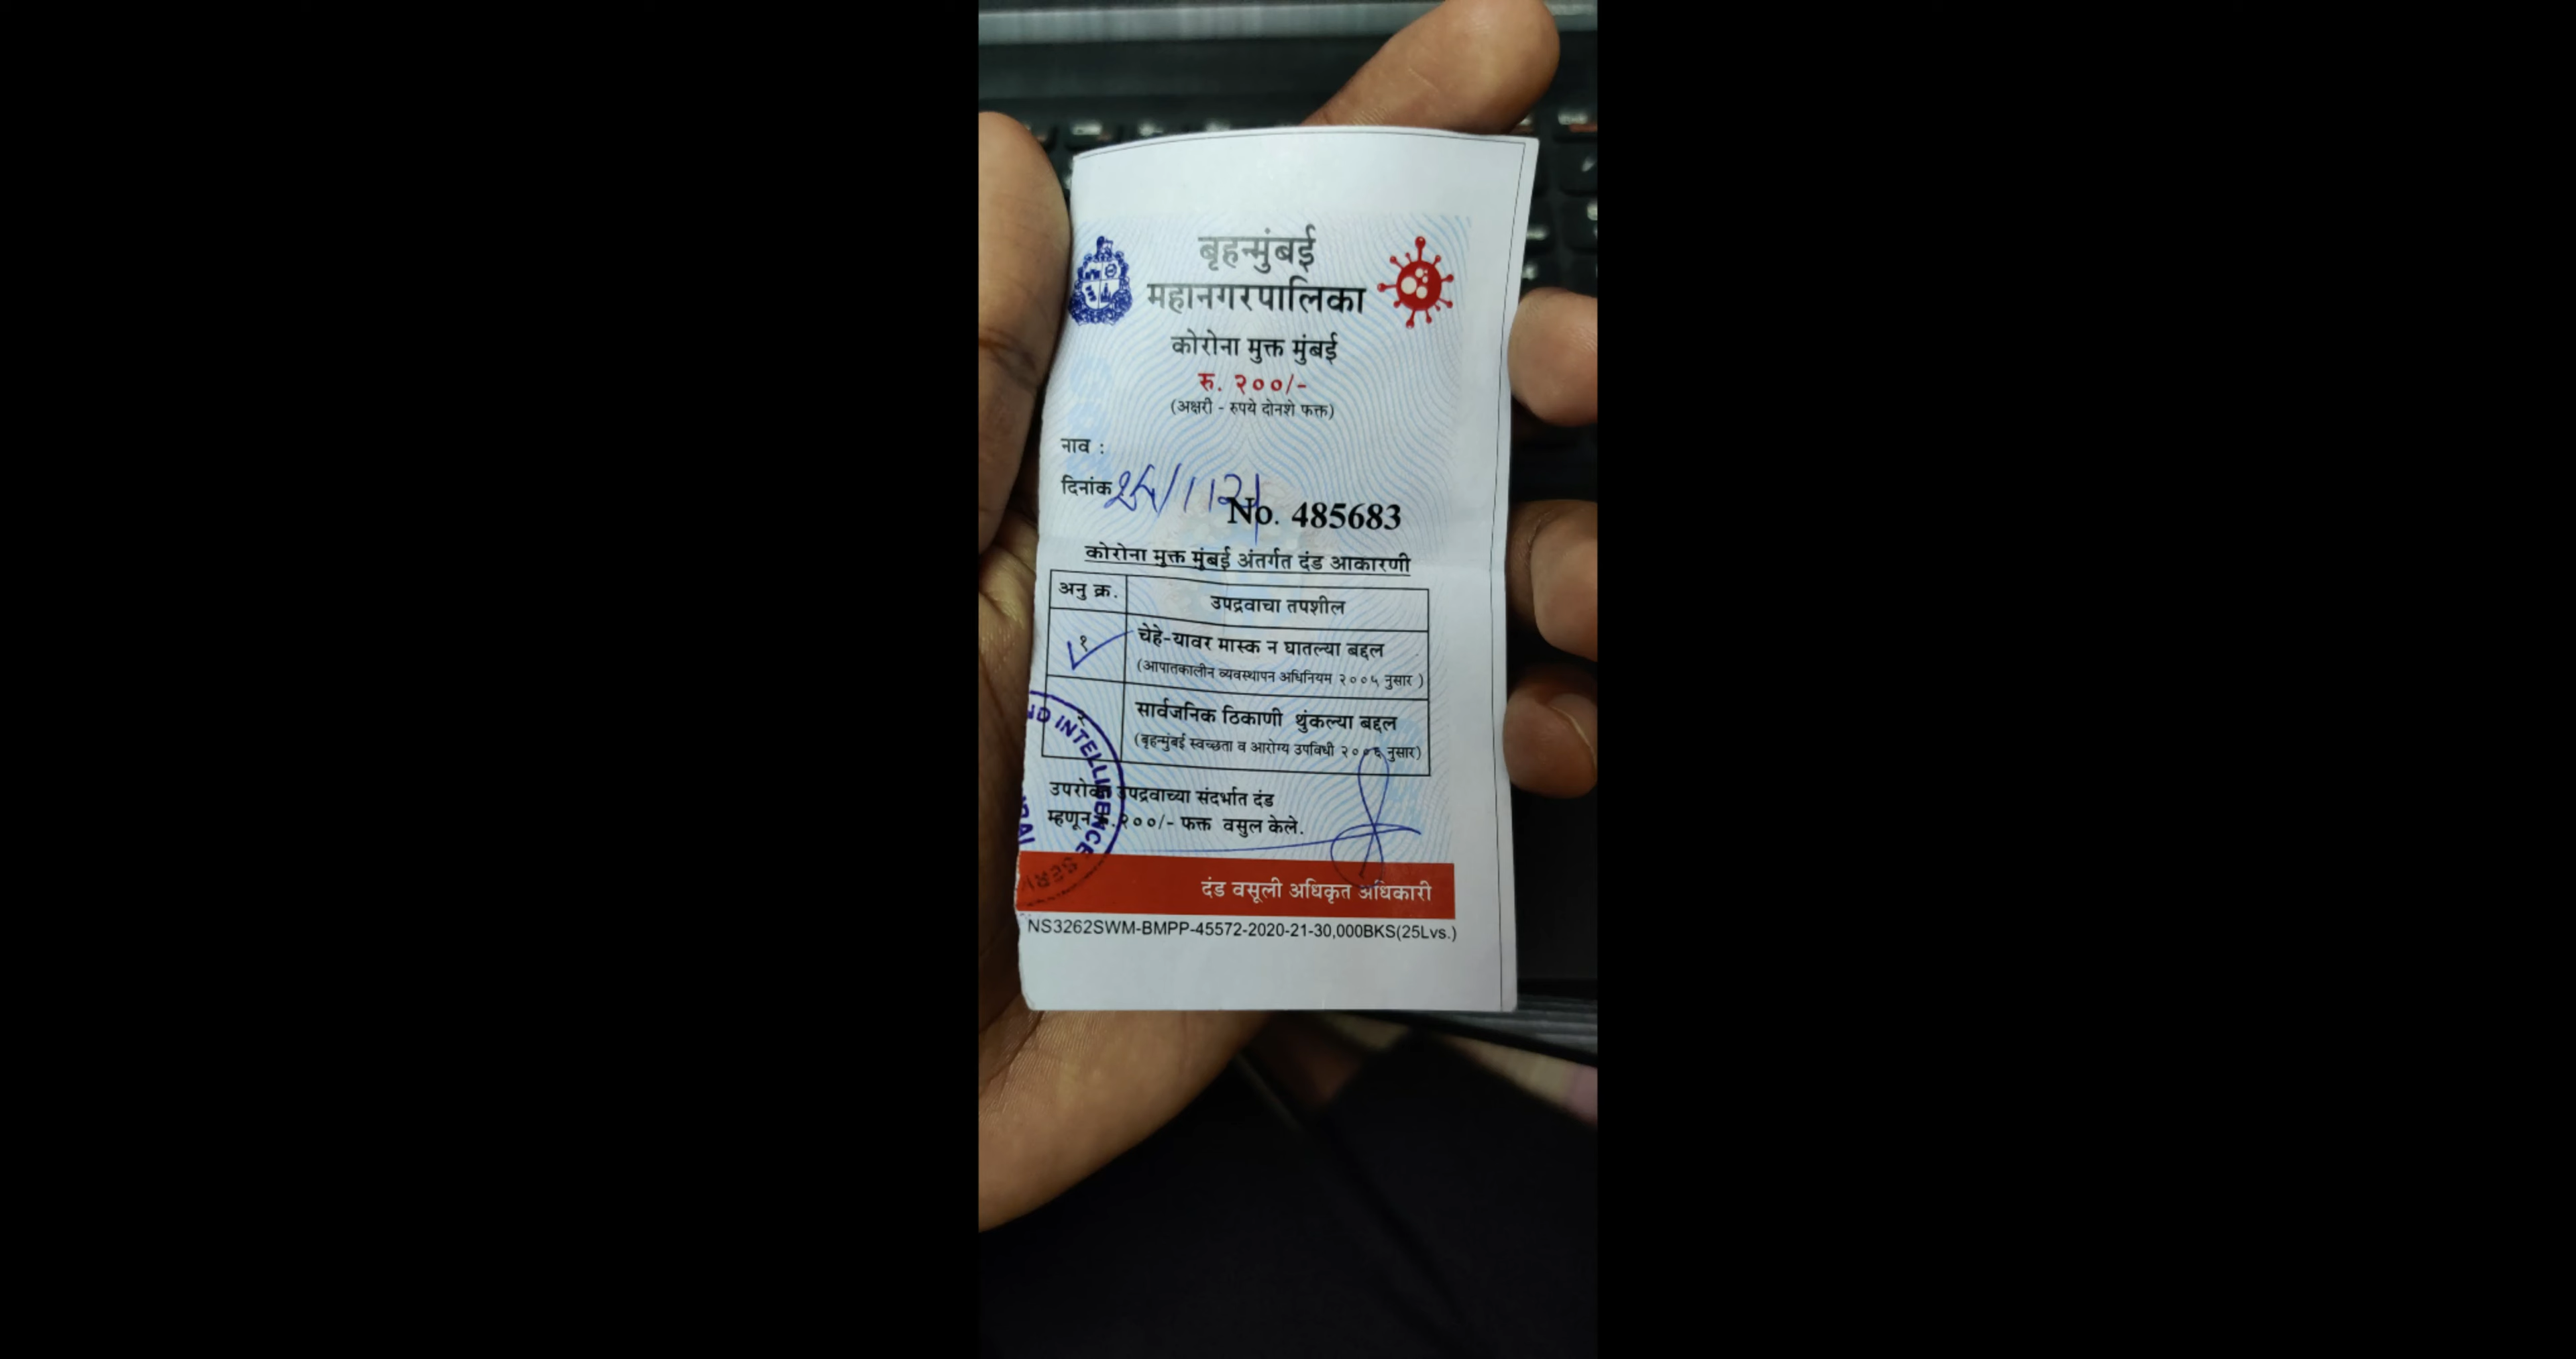 बृहन्मुंबई
महानगरपालिका
कोरोना मुक्त मुंबई
रु. २००/-
(अक्षरी - रुपये दोनशे फक्त)
नाव :
दिनांक
No. 485683
कोरोना मुक्त मुंबई अंतर्गत दंड आकारणी
अनु क्र. उपद्रवाचा तपशील
१ चेहे-यावर मास्क न घातल्या बद्दल
(आपातकालीन व्यवस्थापन अधिनियम २००५ नुसार )
सार्वजनिक ठिकाणी थुंकल्या बद्दल
(बृहन्मुंबई स्वच्छता व आरोग्य उपविधी २००६ नुसार)
उपरोक्त उपद्रवाच्या संदर्भात दंड
म्हणून रु.२००/- फक्त वसुल केले.
INTELLIGENCE
दंड वसूली अधिकृत अधिकारी
NS3262SWM-BMPP-45572-2020-21-30,000BKS(25Lvs.)